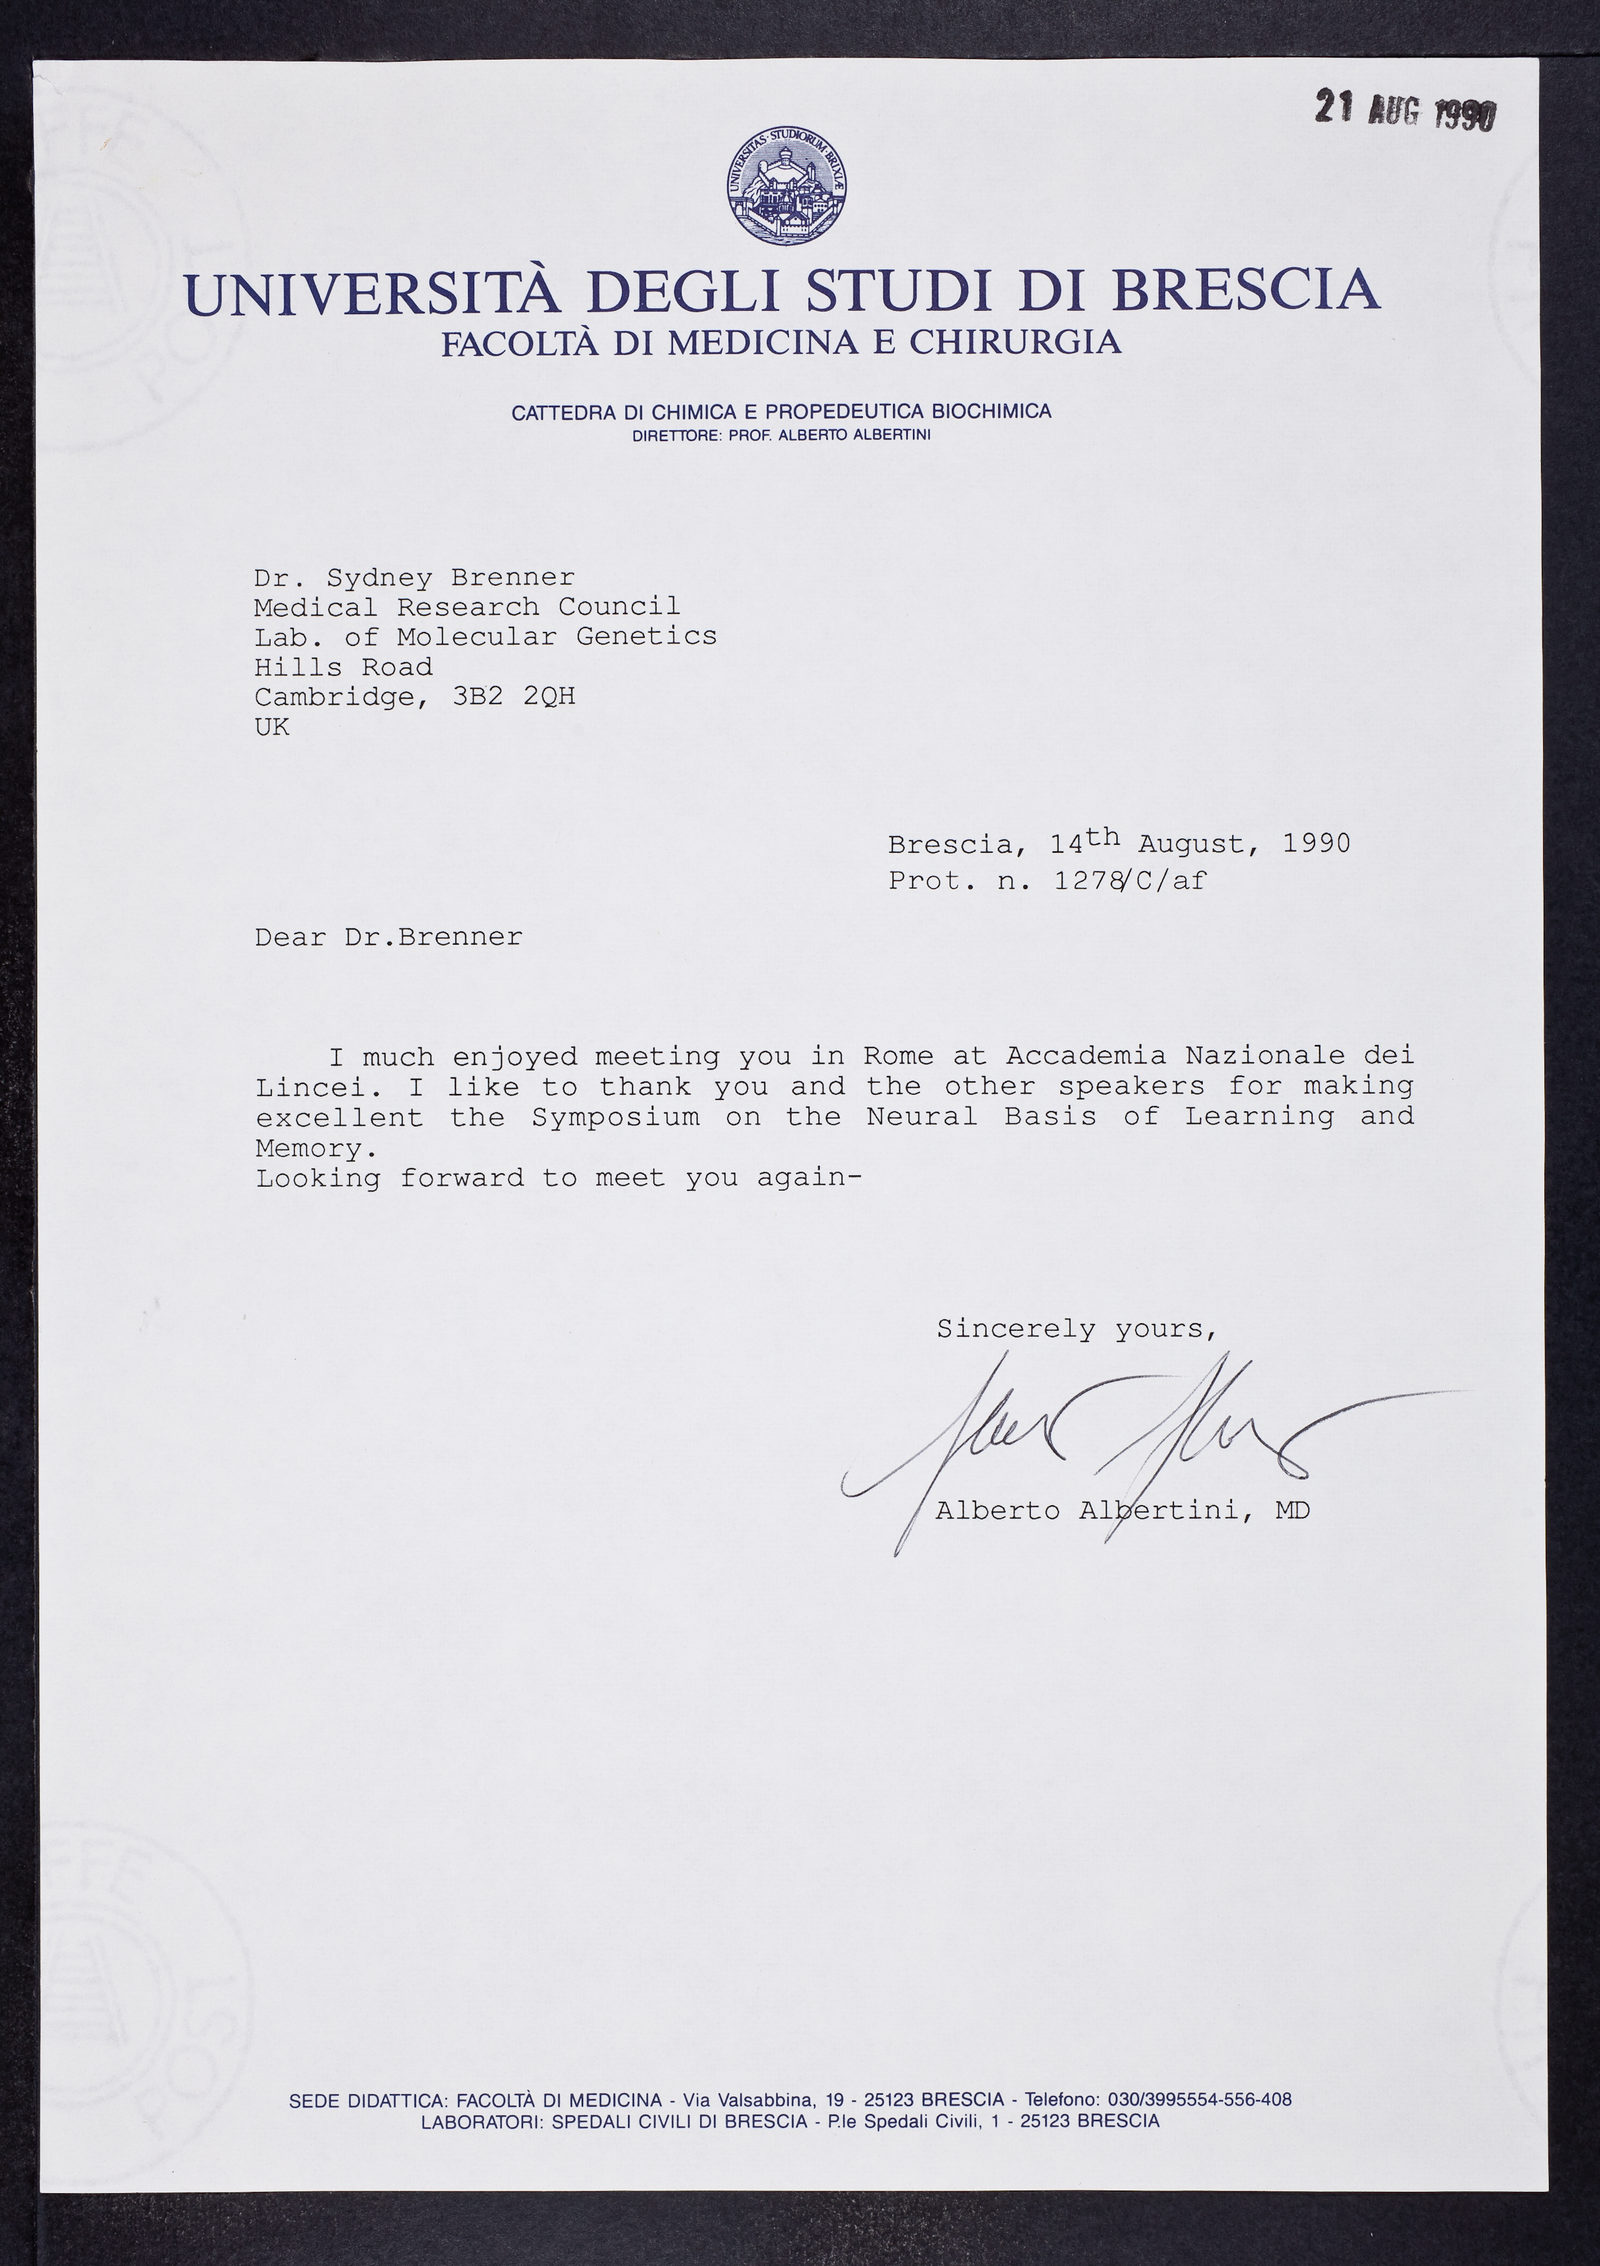 21 AUG 1990
UNIVERSITAS · STUDIORUM · BRIXIÆ
UNIVERSITÀ DEGLI STUDI DI BRESCIA
FACOLTÀ DI MEDICINA E CHIRURGIA
CATTEDRA DI CHIMICA E PROPEDEUTICA BIOCHIMICA
DIRETTORE: PROF. ALBERTO ALBERTINI
Dr. Sydney Brenner
Medical Research Council
Lab. of Molecular Genetics
Hills Road
Cambridge, 3B2 2QH
UK
Brescia, 14th August, 1990
Prot. n. 1278/C/af
Dear Dr.Brenner
I much enjoyed meeting you in Rome at Accademia Nazionale dei
Lincei. I like to thank you and the other speakers for making
excellent the Symposium on the Neural Basis of Learning and
Memory.
Looking forward to meet you again-
Sincerely yours,
Alberto Albertini, MD
SEDE DIDATTICA: FACOLTÀ DI MEDICINA - Via Valsabbina, 19 - 25123 BRESCIA - Telefono: 030/3995554-556-408
LABORATORI: SPEDALI CIVILI DI BRESCIA - P.le Spedali Civili, 1 - 25123 BRESCIA